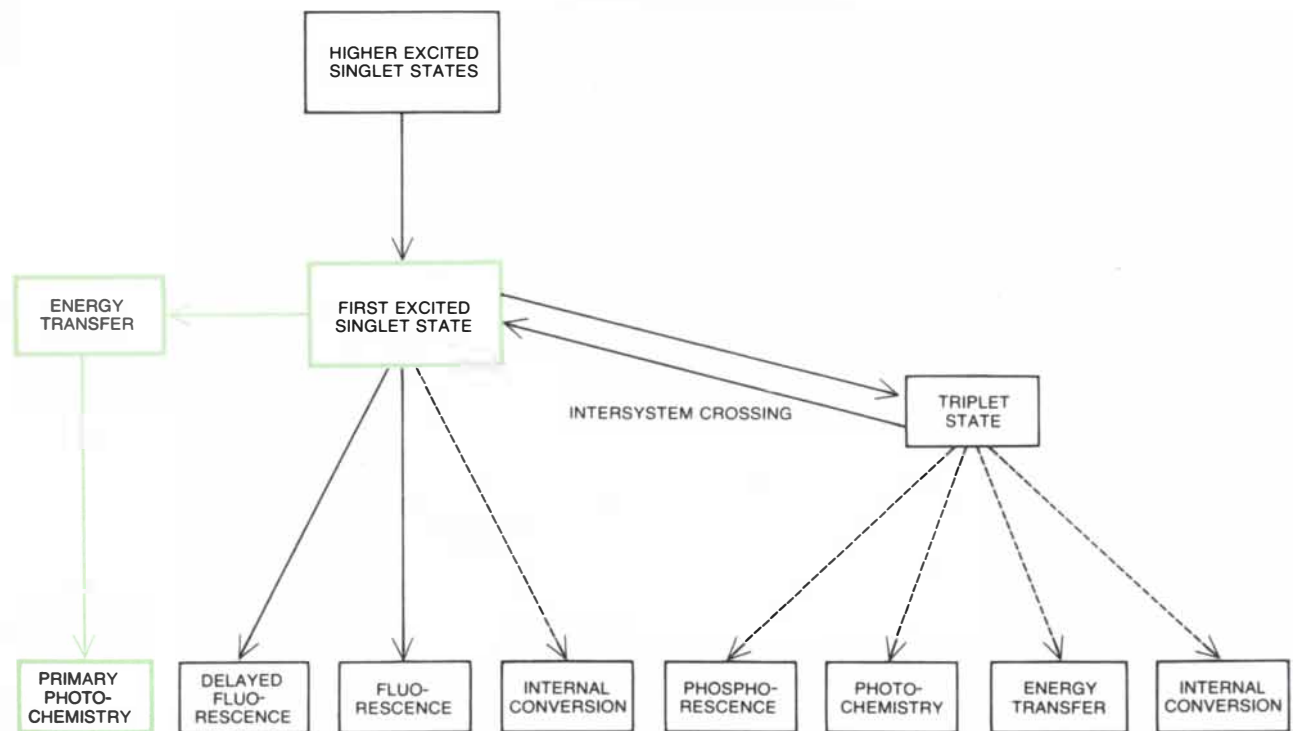 HIGHER EXCITED
SINGLET STATES
ENERGY
TRANSFER
FIRST EXCITED
SINGLET STATE
INTERSYSTEM CROSSING
TRIPLET
STATE
PRIMARY
PHOTO-
CHEMISTRY
DELAYED
FLUO-
RESCENCE
FLUO-
RESCENCE
INTERNAL
CONVERSION
PHOSPHO-
RESCENCE
PHOTO-
CHEMISTRY
ENERGY
TRANSFER
INTERNAL
CONVERSION